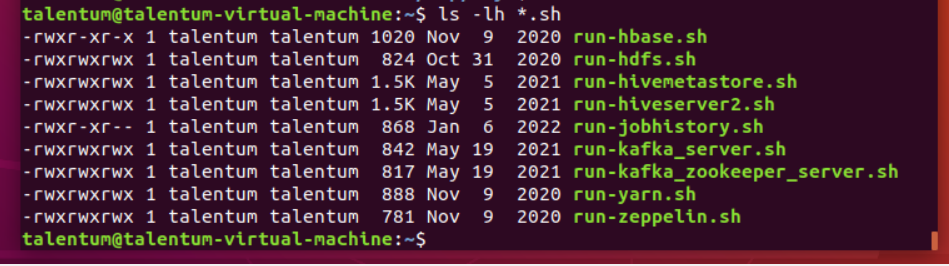 talentum@talentum-virtual-machine:~$ ls -lh *.sh
-rwxr-xr-x 1 talentum talentum 1020 Nov  9  2020 run-hbase.sh
-rwxrwxrwx 1 talentum talentum  824 Oct 31  2020 run-hdfs.sh
-rwxrwxrwx 1 talentum talentum 1.5K May  5  2021 run-hivemetastore.sh
-rwxrwxrwx 1 talentum talentum 1.5K May  5  2021 run-hiveserver2.sh
-rwxr-xr-- 1 talentum talentum  868 Jan  6  2022 run-jobhistory.sh
-rwxrwxrwx 1 talentum talentum  842 May 19  2021 run-kafka_server.sh
-rwxrwxrwx 1 talentum talentum  817 May 19  2021 run-kafka_zookeeper_server.sh
-rwxrwxrwx 1 talentum talentum  888 Nov  9  2020 run-yarn.sh
-rwxrwxrwx 1 talentum talentum  781 Nov  9  2020 run-zeppelin.sh
talentum@talentum-virtual-machine:~$